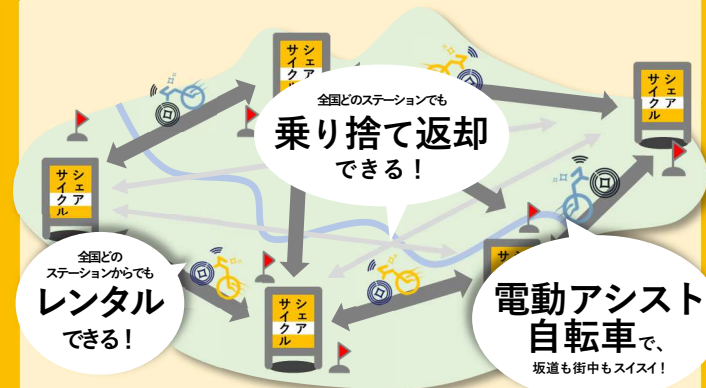 シェア
サイクル
全国どのステーションでも
乗り捨て返却
できる！
シェア
サイクル
シェア
サイクル
全国どの
ステーションからでも
レンタル
できる！
シェア
サイクル
電動アシスト
自転車で、
坂道も街中もスイスイ！